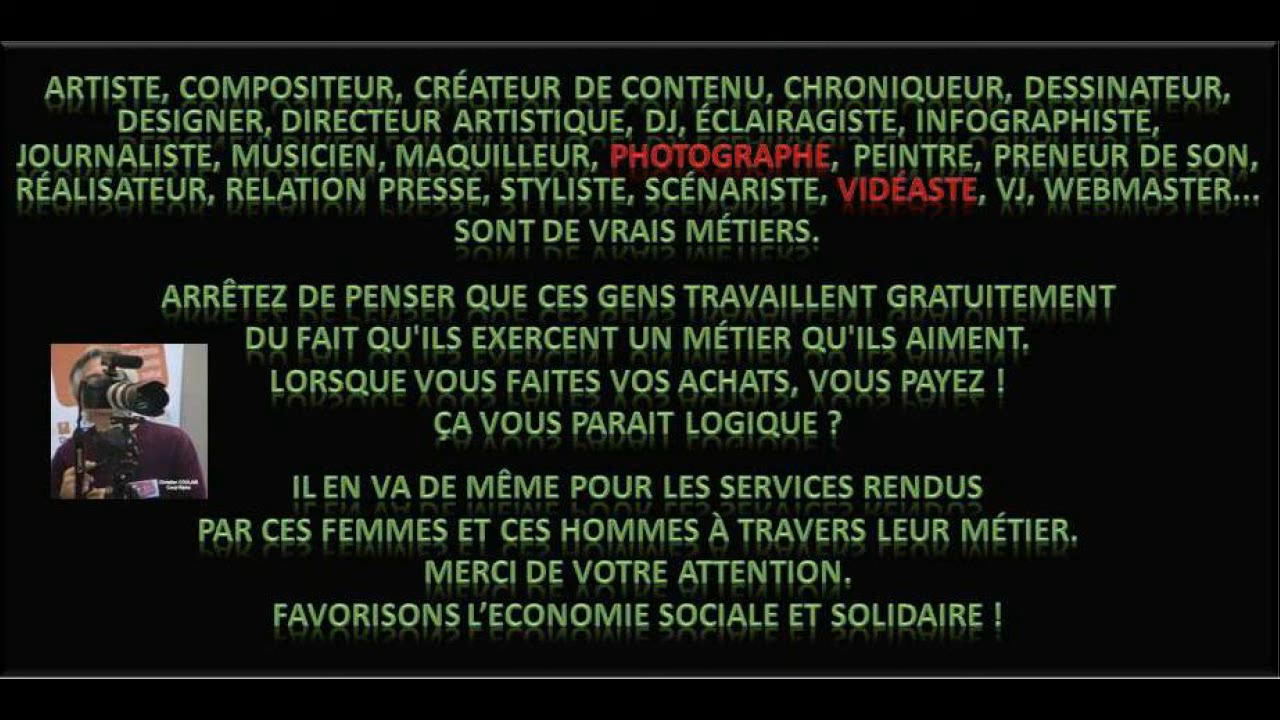 ARTISTE, COMPOSITEUR, CRÉATEUR DE CONTENU, CHRONIQUEUR, DESSINATEUR,
DESIGNER, DIRECTEUR ARTISTIQUE, DJ, ÉCLAIRAGISTE, INFOGRAPHISTE,
JOURNALISTE, MUSICIEN, MAQUILLEUR, PHOTOGRAPHE, PEINTRE, PRENEUR DE SON,
RÉALISATEUR, RELATION PRESSE, STYLISTE, SCÉNARISTE, VIDÉASTE, VJ, WEBMASTER...
SONT DE VRAIS MÉTIERS.
ARRÊTEZ DE PENSER QUE CES GENS TRAVAILLENT GRATUITEMENT
DU FAIT QU'ILS EXERCENT UN MÉTIER QU'ILS AIMENT.
LORSQUE VOUS FAITES VOS ACHATS, VOUS PAYEZ !
ÇA VOUS PARAIT LOGIQUE ?
IL EN VA DE MÊME POUR LES SERVICES RENDUS
PAR CES FEMMES ET CES HOMMES À TRAVERS LEUR MÉTIER.
MERCI DE VOTRE ATTENTION.
FAVORISONS L’ECONOMIE SOCIALE ET SOLIDAIRE !